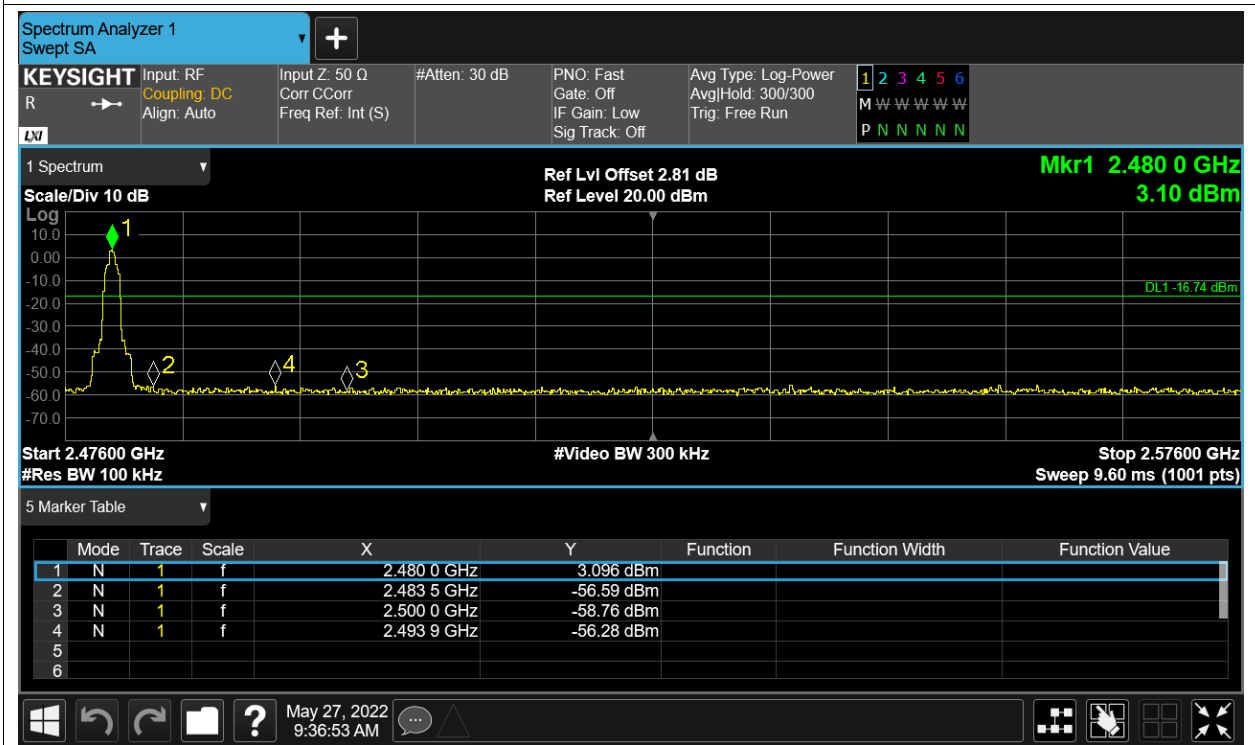 Spectrum Analyzer 1
Swept SA
KEYSIGHT
R
LXI
Input: RF
Coupling: DC
Align: Auto
Input Z: 50 Ω
Corr CCorr
Freq Ref: Int (S)
#Atten: 30 dB
PNO: Fast
Gate: Off
IF Gain: Low
Sig Track: Off
Avg Type: Log-Power
Avg|Hold: 300/300
Trig: Free Run
1 2 3 4 5 6
M W W W W W
P N N N N N
1 Spectrum
Scale/Div 10 dB
Ref Lvl Offset 2.81 dB
Ref Level 20.00 dBm
Mkr1 2.480 0 GHz
3.10 dBm
Log
10.0
0.00
-10.0
-20.0
-30.0
-40.0
-50.0
-60.0
-70.0
1
2
4
3
DL1 -16.74 dBm
Start 2.47600 GHz
#Res BW 100 kHz
#Video BW 300 kHz
Stop 2.57600 GHz
Sweep 9.60 ms (1001 pts)
5 Marker Table
Mode Trace Scale X Y Function Function Width Function Value
1 N 1 f 2.480 0 GHz 3.096 dBm
2 N 1 f 2.483 5 GHz -56.59 dBm
3 N 1 f 2.500 0 GHz -58.76 dBm
4 N 1 f 2.493 9 GHz -56.28 dBm
5
6
?
May 27, 2022
9:36:53 AM